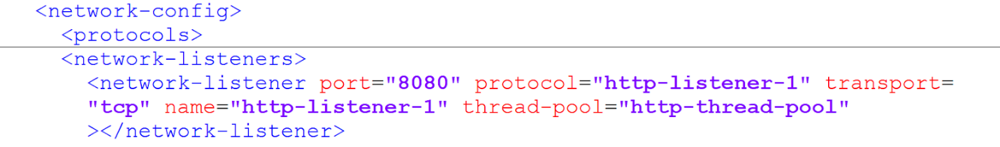 <network-config>
<protocols>
<network-listeners>
<network-listener port="8080" protocol="http-listener-1" transport=
"tcp" name="http-listener-1" thread-pool="http-thread-pool"
></network-listener>